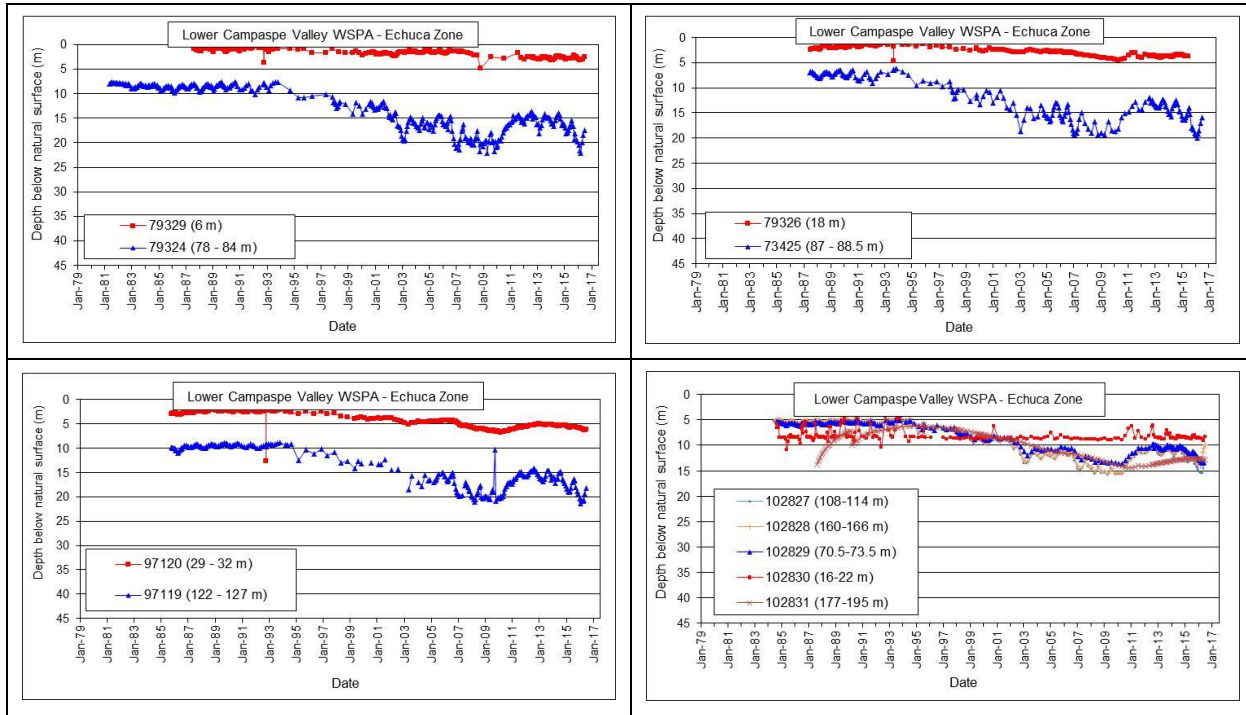 Lower Campaspe Valley WSPA - Echuca Zone
Depth below natural surface (m)
0
5
10
15
20
25
30
35
40
45
79329 (6 m)
79324 (78 - 84 m)
Jan-79 Jan-81 Jan-83 Jan-85 Jan-87 Jan-89 Jan-91 Jan-93 Jan-95 Jan-97 Jan-99 Jan-01 Jan-03 Jan-05 Jan-07 Jan-09 Jan-11 Jan-13 Jan-15 Jan-17
Date
Lower Campaspe Valley WSPA - Echuca Zone
Depth below natural surface (m)
0
5
10
15
20
25
30
35
40
45
79326 (18 m)
73425 (87 - 88.5 m)
Jan-79 Jan-81 Jan-83 Jan-85 Jan-87 Jan-89 Jan-91 Jan-93 Jan-95 Jan-97 Jan-99 Jan-01 Jan-03 Jan-05 Jan-07 Jan-09 Jan-11 Jan-13 Jan-15 Jan-17
Date
Lower Campaspe Valley WSPA - Echuca Zone
Depth below natural surface (m)
0
5
10
15
20
25
30
35
40
45
97120 (29 - 32 m)
97119 (122 - 127 m)
Jan-79 Jan-81 Jan-83 Jan-85 Jan-87 Jan-89 Jan-91 Jan-93 Jan-95 Jan-97 Jan-99 Jan-01 Jan-03 Jan-05 Jan-07 Jan-09 Jan-11 Jan-13 Jan-15 Jan-17
Date
Lower Campaspe Valley WSPA - Echuca Zone
Depth below natural surface (m)
0
5
10
15
20
25
30
35
40
45
102827 (108-114 m)
102828 (160-166 m)
102829 (70.5-73.5 m)
102830 (16-22 m)
102831 (177-195 m)
Jan-79 Jan-81 Jan-83 Jan-85 Jan-87 Jan-89 Jan-91 Jan-93 Jan-95 Jan-97 Jan-99 Jan-01 Jan-03 Jan-05 Jan-07 Jan-09 Jan-11 Jan-13 Jan-15 Jan-17
Date